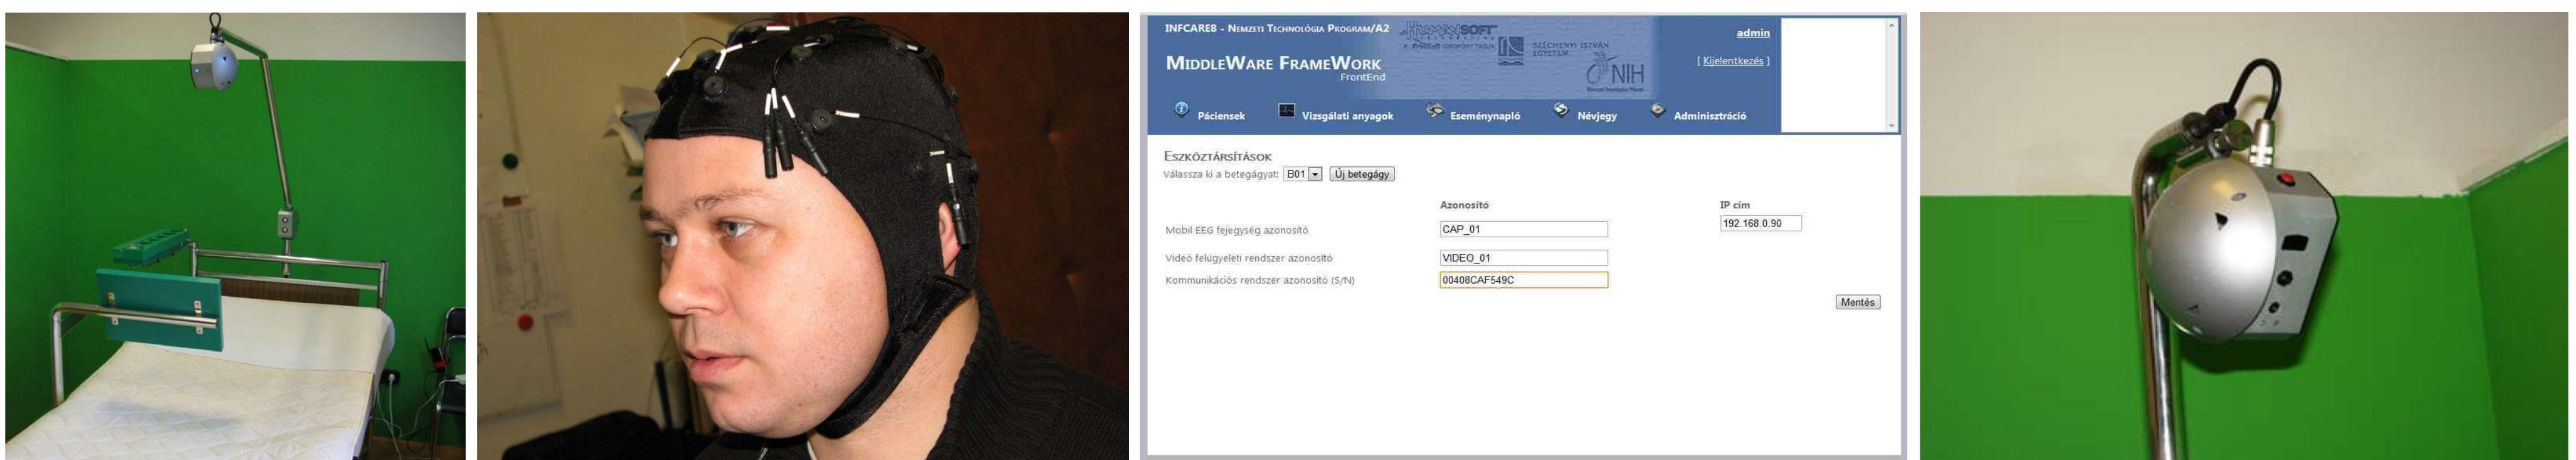 INFCARE8 - NEMZETI TECHNOLÓGIA PROGRAM/A2
HUMANSOFT
SZÉCHENYI ISTVÁN
EGYETEM
NIH
admin
MIDDLEWARE FRAMEWORK
FrontEnd
[ Kijelentkezés ]
Páciensek
Vizsgálati anyagok
Eseménynapló
Névjegy
Adminisztráció
ESZKÖZTÁRSÍTÁSOK
Válassza ki a betegágyat: B01 Új betegágy
Azonosító IP cím
Mobil EEG fejegység azonosító CAP_01 192.168.0.90
Videó felügyeleti rendszer azonosító VIDEO_01
Kommunikációs rendszer azonosító (S/N) 00408CAF549C
Mentés